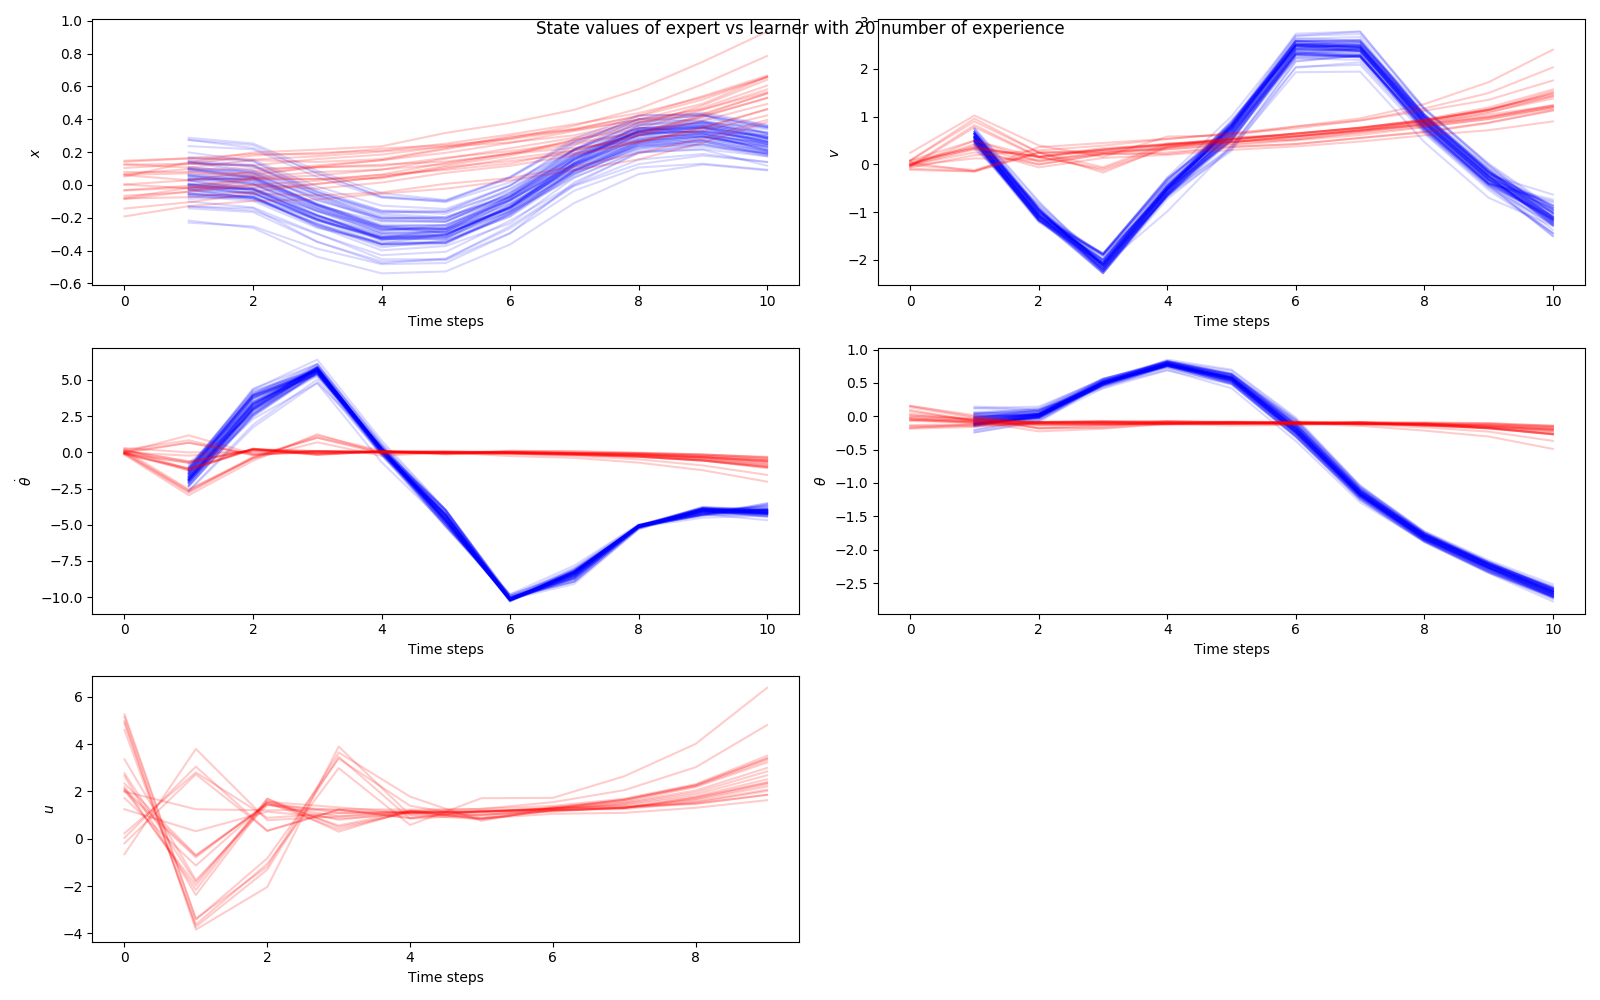 State values of expert vs learner with 20 number of experience
1.0
0.8
0.6
0.4
0.2
0.0
−0.2
−0.4
−0.6
x
0 2 4 6 8 10
Time steps
3
2
1
0
−1
−2
v
0 2 4 6 8 10
Time steps
5.0
2.5
0.0
−2.5
−5.0
−7.5
−10.0
θ̇
0 2 4 6 8 10
Time steps
1.0
0.5
0.0
−0.5
−1.0
−1.5
−2.0
−2.5
θ
0 2 4 6 8 10
Time steps
6
4
2
0
−2
−4
u
0 2 4 6 8
Time steps